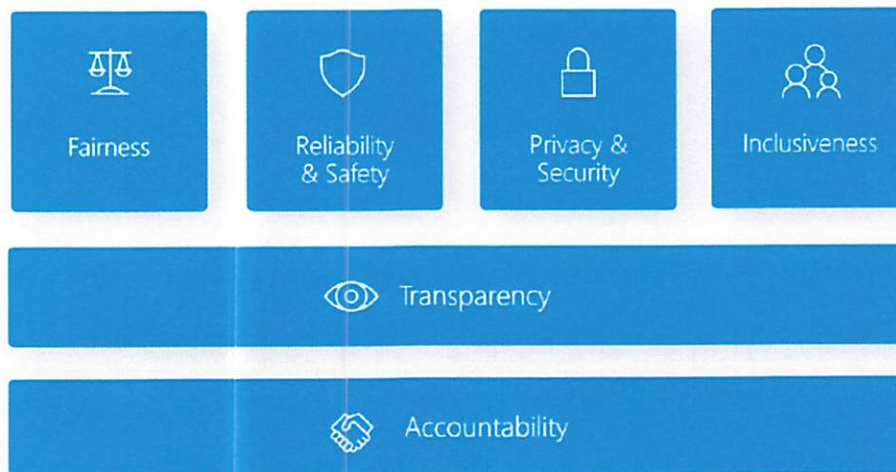 Fairness
Reliability
& Safety
Privacy &
Security
Inclusiveness
Transparency
Accountability